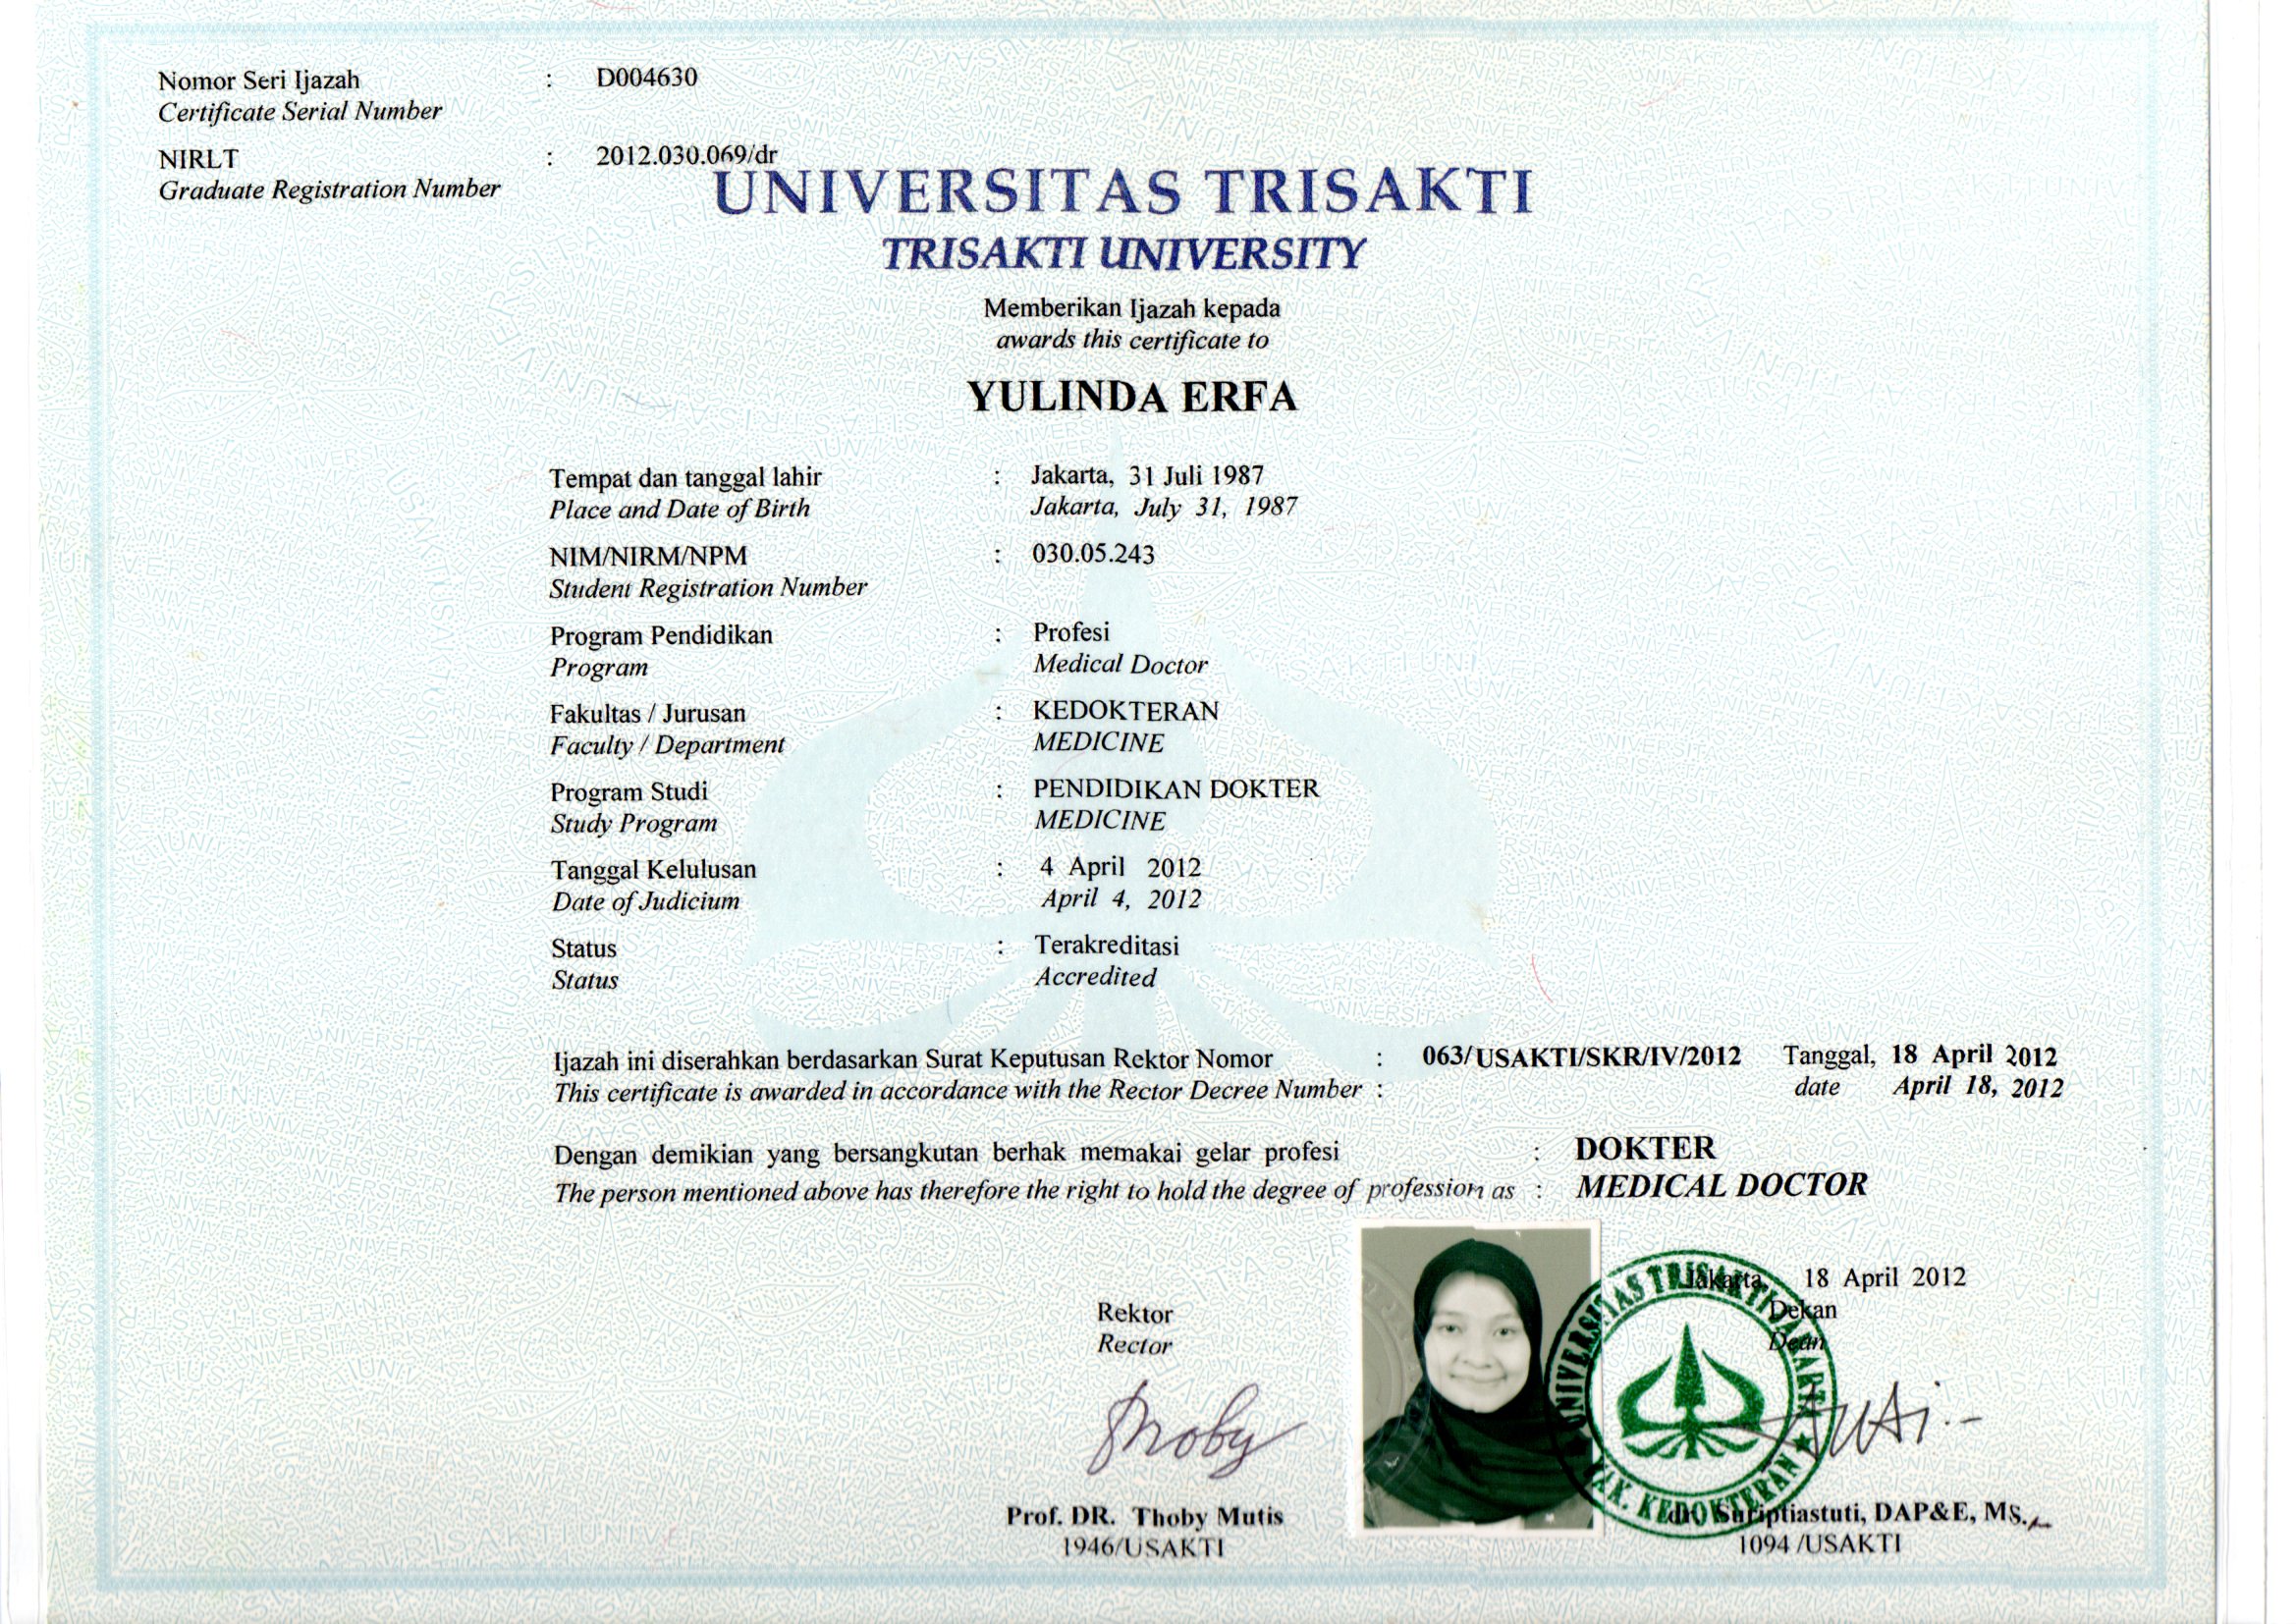 Nomor Seri Ijazah : D004630
Certificate Serial Number
NIRLT : 2012.030.069/dr
Graduate Registration Number
UNIVERSITAS TRISAKTI
TRISAKTI UNIVERSITY
Memberikan Ijazah kepada
awards this certificate to
YULINDA ERFA
Tempat dan tanggal lahir : Jakarta, 31 Juli 1987
Place and Date of Birth Jakarta, July 31, 1987
NIM/NIRM/NPM : 030.05.243
Student Registration Number
Program Pendidikan : Profesi
Program Medical Doctor
Fakultas / Jurusan : KEDOKTERAN
Faculty / Department MEDICINE
Program Studi : PENDIDIKAN DOKTER
Study Program MEDICINE
Tanggal Kelulusan : 4 April 2012
Date of Judicium April 4, 2012
Status : Terakreditasi
Status Accredited
Ijazah ini diserahkan berdasarkan Surat Keputusan Rektor Nomor : 063/USAKTI/SKR/IV/2012 Tanggal, 18 April 2012
This certificate is awarded in accordance with the Rector Decree Number : date April 18, 2012
Dengan demikian yang bersangkutan berhak memakai gelar profesi : DOKTER
The person mentioned above has therefore the right to hold the degree of profession as : MEDICAL DOCTOR
Jakarta, 18 April 2012
Rektor Dekan
Rector Dean
UNIVERSITAS TRISAKTI JAKARTA
FAK. KEDOKTERAN
Prof. DR. Thoby Mutis dr. Suriptiastuti, DAP&E, MS.
1946/USAKTI 1094 /USAKTI